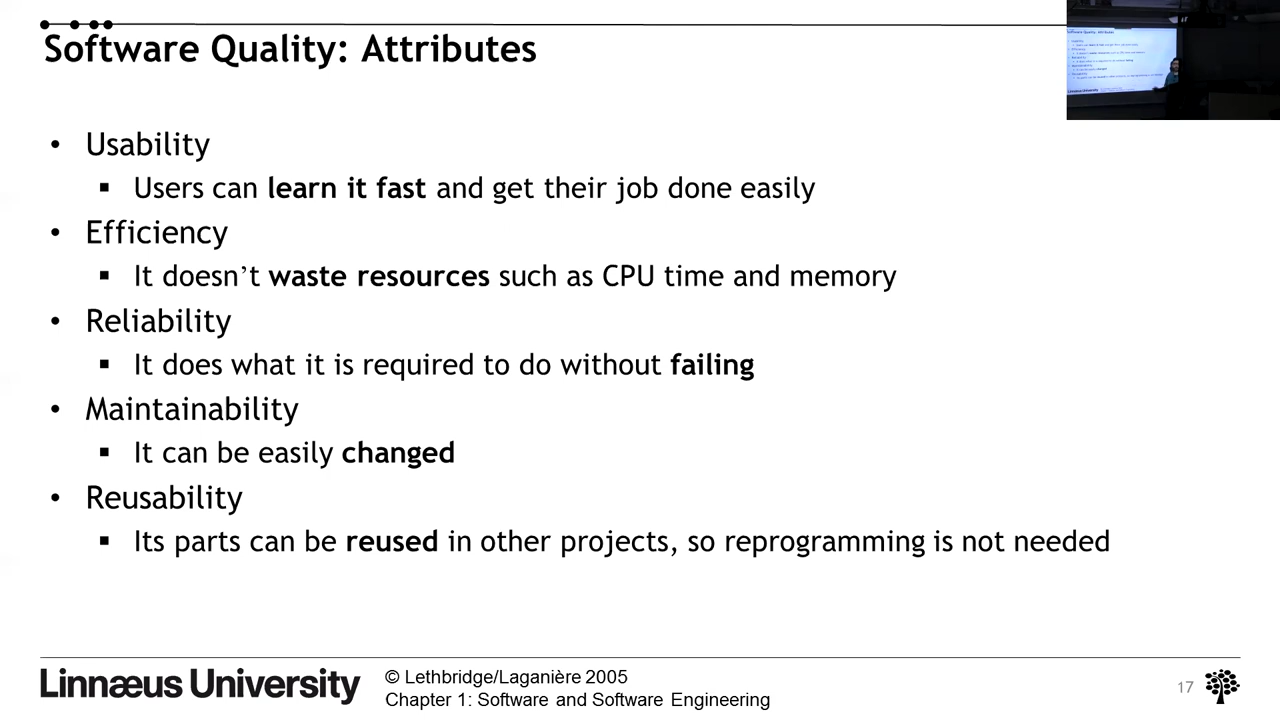 Software Quality: Attributes
• Usability
▪ Users can learn it fast and get their job done easily
• Efficiency
▪ It doesn’t waste resources such as CPU time and memory
• Reliability
▪ It does what it is required to do without failing
• Maintainability
▪ It can be easily changed
• Reusability
▪ Its parts can be reused in other projects, so reprogramming is not needed
Linnæus University
© Lethbridge/Laganière 2005
Chapter 1: Software and Software Engineering
17